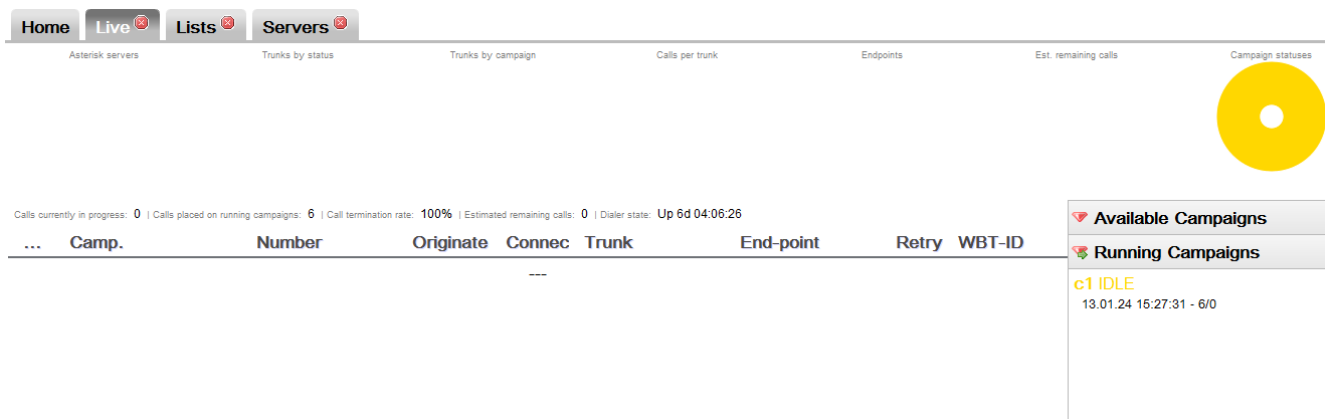 Home Live Lists Servers
Asterisk servers Trunks by status Trunks by campaign Calls per trunk Endpoints Est. remaining calls Campaign statuses
Calls currently in progress: 0 | Calls placed on running campaigns: 6 | Call termination rate: 100% | Estimated remaining calls: 0 | Dialer state: Up 6d 04:06:26
... Camp. Number Originate Connec Trunk End-point Retry WBT-ID
---
Available Campaigns
Running Campaigns
c1 IDLE
13.01.24 15:27:31 - 6/0